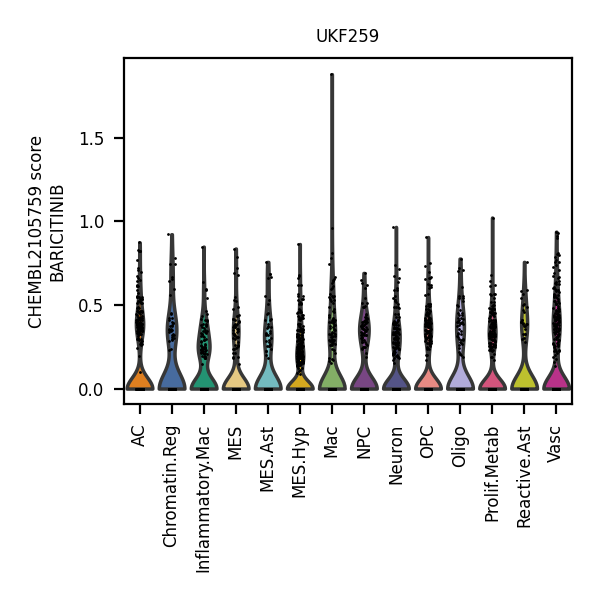 UKF259
CHEMBL2105759 score
BARICITINIB
1.5
1.0
0.5
0.0
AC
Chromatin.Reg
Inflammatory.Mac
MES
MES.Ast
MES.Hyp
Mac
NPC
Neuron
OPC
Oligo
Prolif.Metab
Reactive.Ast
Vasc